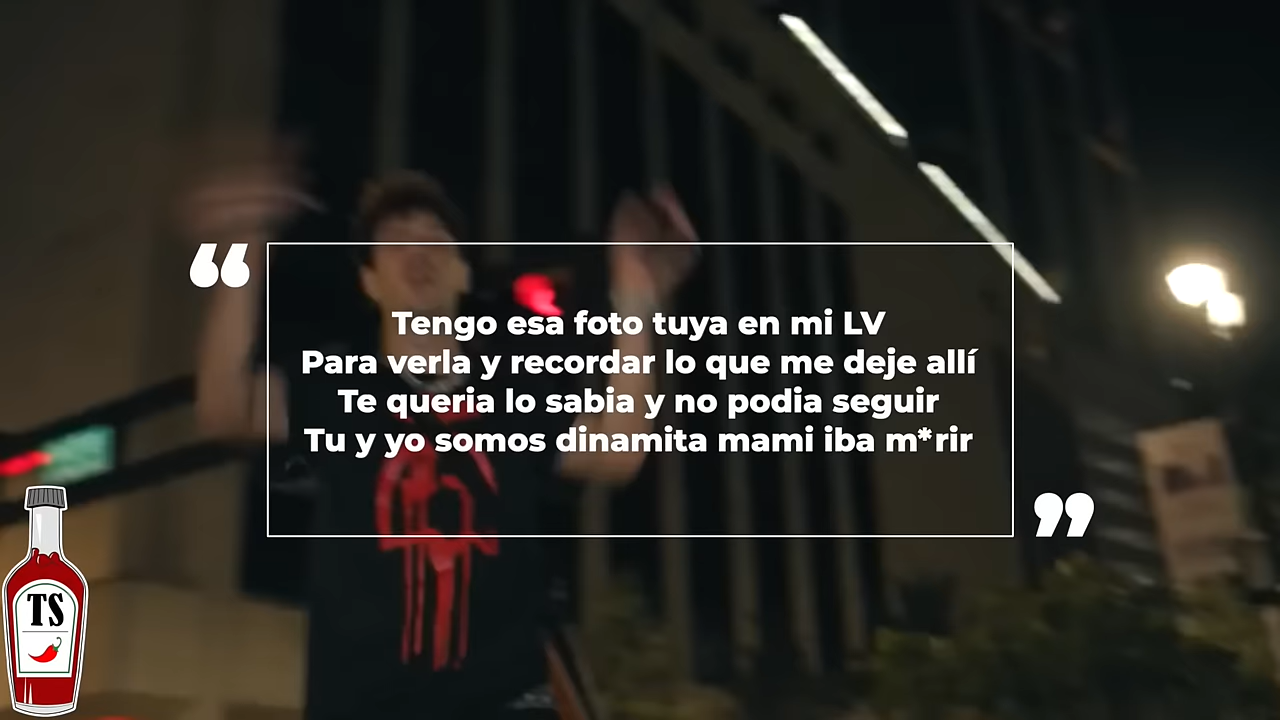 “
Tengo esa foto tuya en mi LV
Para verla y recordar lo que me deje allí
Te queria lo sabia y no podia seguir
Tu y yo somos dinamita mami iba m*rir
”
TS